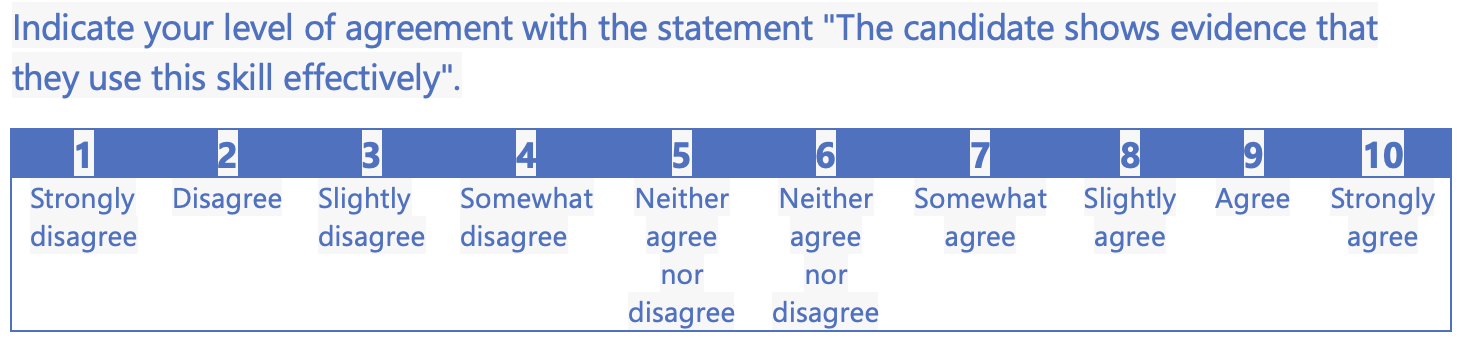 Indicate your level of agreement with the statement "The candidate shows evidence that
they use this skill effectively".
1 2 3 4 5 6 7 8 9 10
Strongly Disagree Slightly Somewhat Neither Neither Somewhat Slightly Agree Strongly
disagree disagree disagree agree agree agree agree agree
nor nor
disagree disagree